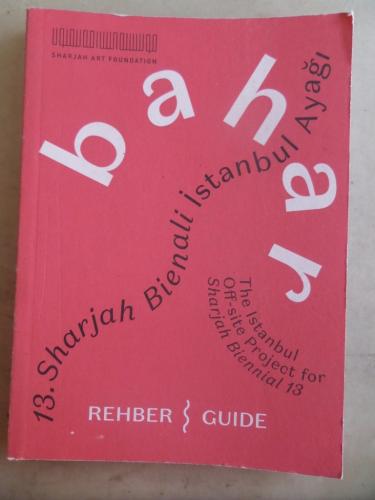 SHARJAH ART FOUNDATION
bahar
13. Sharjah Bienali İstanbul Ayağı
The Istanbul
Off-site Project for
Sharjah Biennial 13
REHBER GUIDE